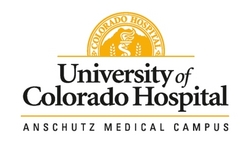 COLORADO HOSPITAL
University of
Colorado Hospital
ANSCHUTZ MEDICAL CAMPUS